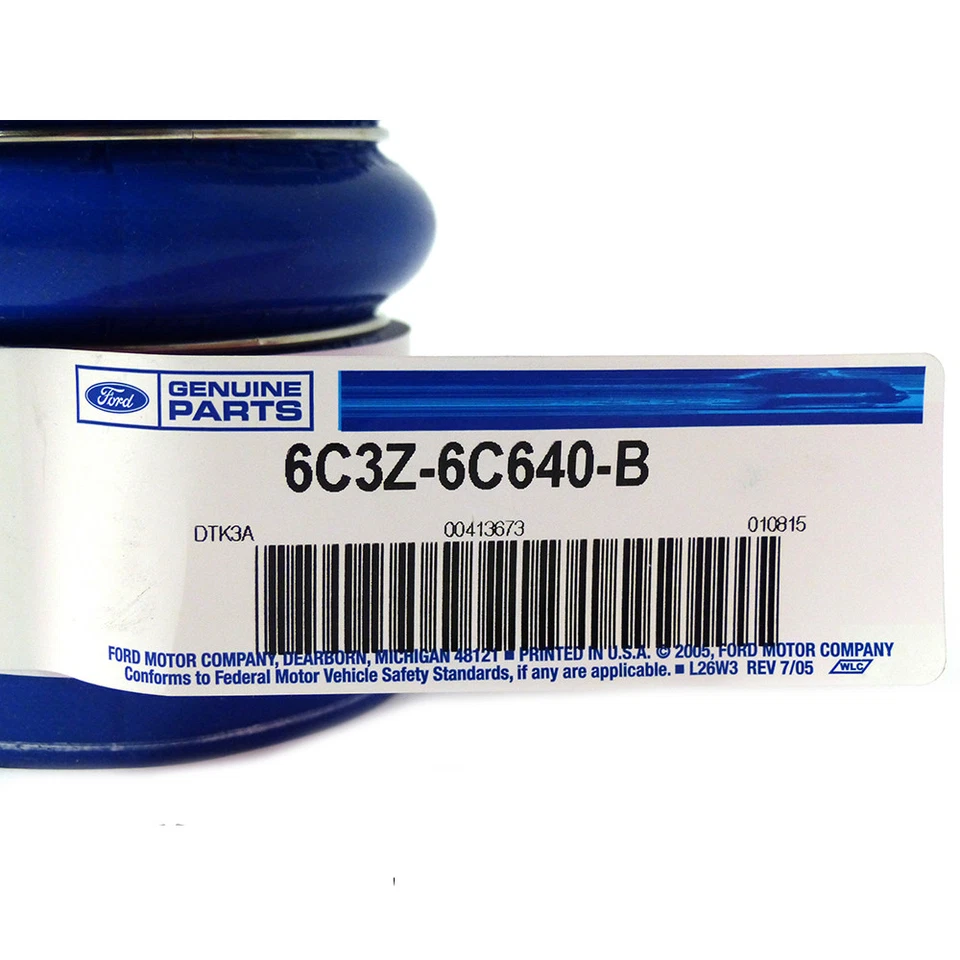 Ford GENUINE PARTS
6C3Z-6C640-B
DTK3A 00413673 010815
FORD MOTOR COMPANY, DEARBORN, MICHIGAN 48121 ■ PRINTED IN U.S.A. © 2005, FORD MOTOR COMPANY
Conforms to Federal Motor Vehicle Safety Standards, if any are applicable. ■ L26W3 REV 7/05 WLC